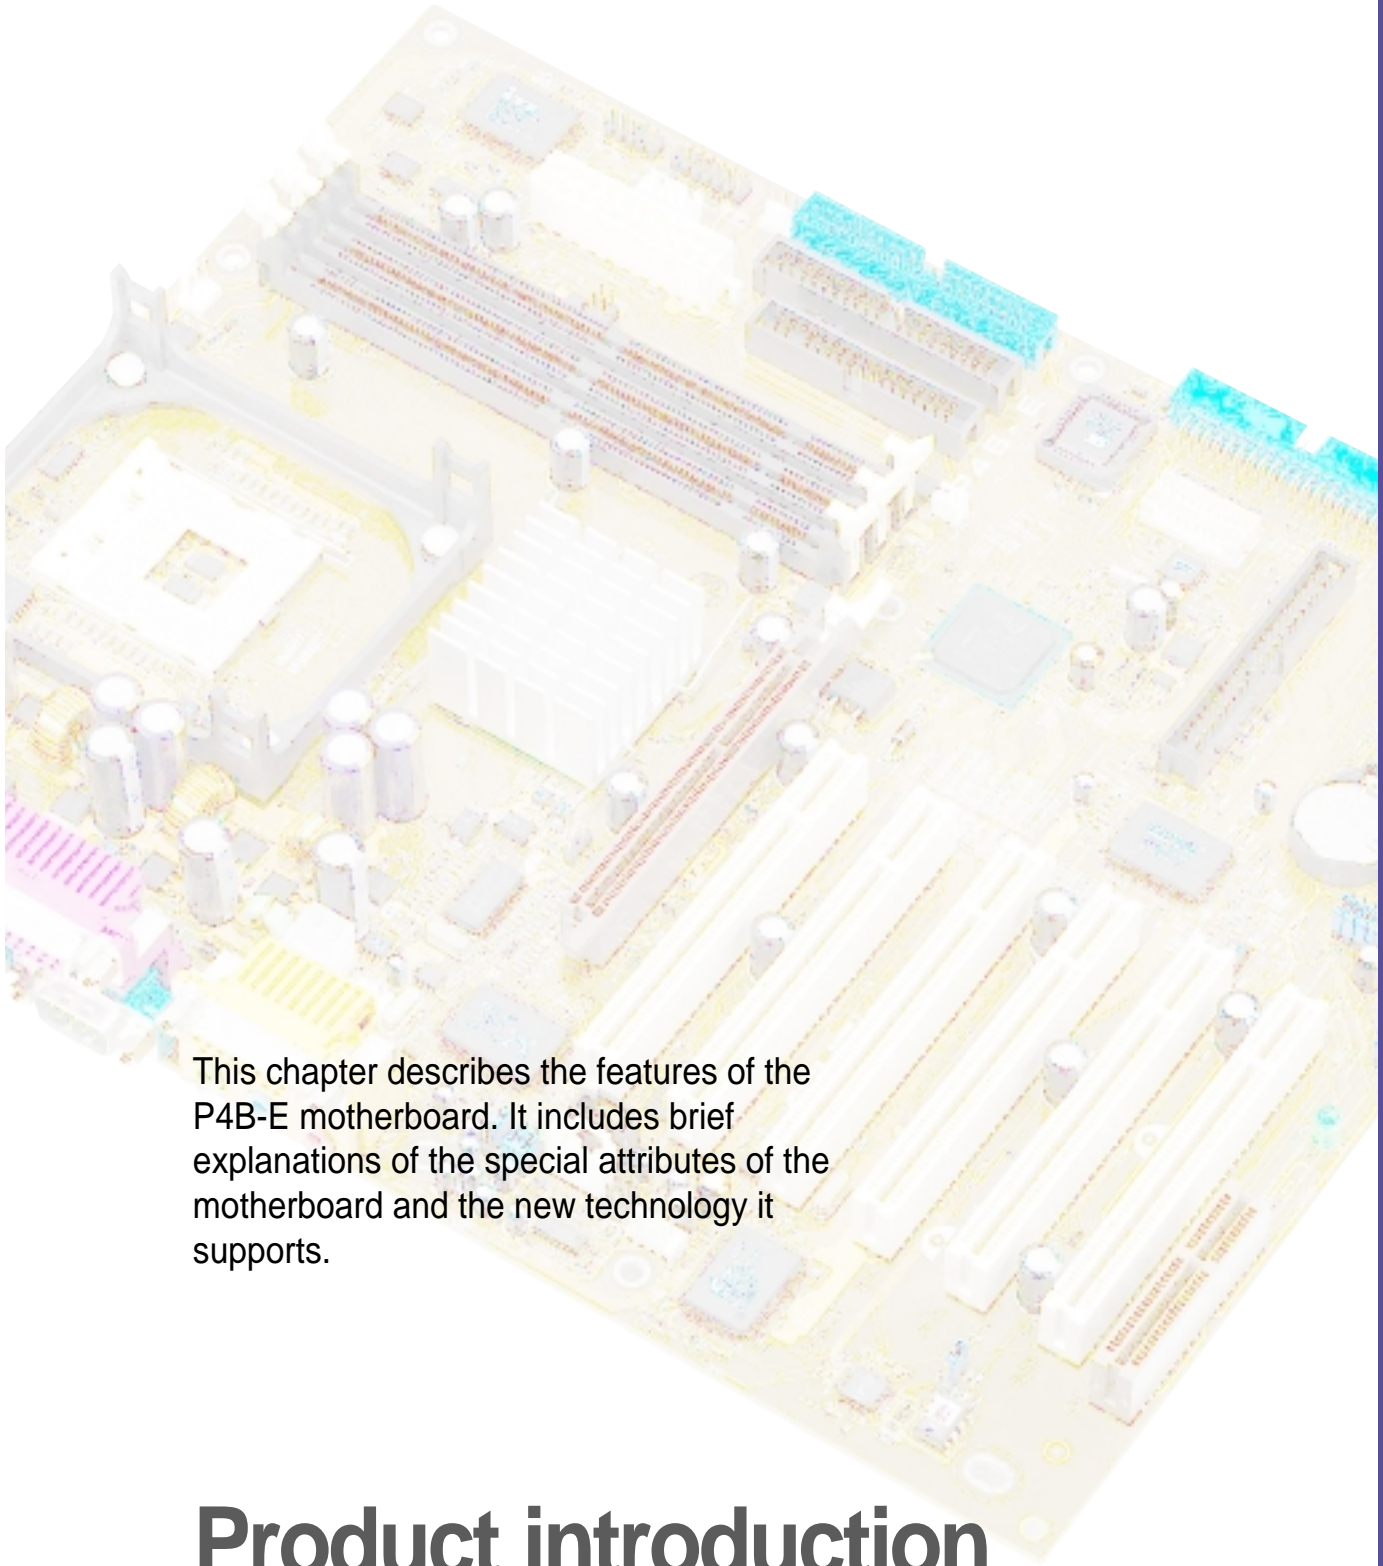 This chapter describes the features of the
P4B-E motherboard. It includes brief
explanations of the special attributes of the
motherboard and the new technology it
supports.
Product introduction